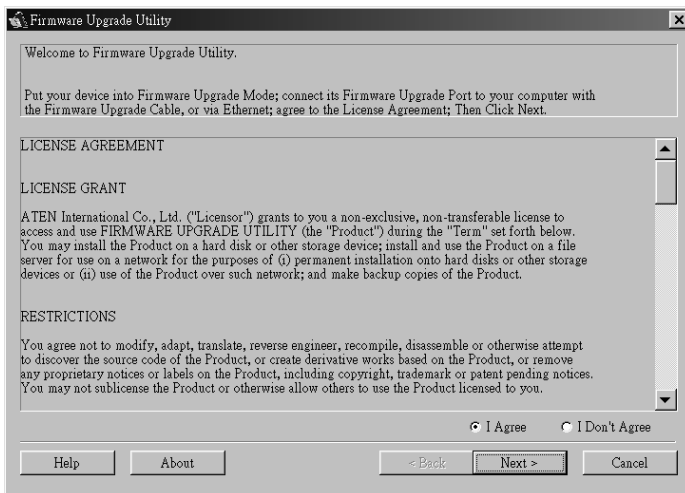 Firmware Upgrade Utility
Welcome to Firmware Upgrade Utility.
Put your device into Firmware Upgrade Mode; connect its Firmware Upgrade Port to your computer with
the Firmware Upgrade Cable, or via Ethernet; agree to the License Agreement; Then Click Next.
LICENSE AGREEMENT
LICENSE GRANT
ATEN International Co., Ltd. ("Licensor") grants to you a non-exclusive, non-transferable license to
access and use FIRMWARE UPGRADE UTILITY (the "Product") during the "Term" set forth below.
You may install the Product on a hard disk or other storage device; install and use the Product on a file
server for use on a network for the purposes of (i) permanent installation onto hard disks or other storage
devices or (ii) use of the Product over such network; and make backup copies of the Product.
RESTRICTIONS
You agree not to modify, adapt, translate, reverse engineer, recompile, disassemble or otherwise attempt
to discover the source code of the Product, or create derivative works based on the Product, or remove
any proprietary notices or labels on the Product, including copyright, trademark or patent pending notices.
You may not sublicense the Product or otherwise allow others to use the Product licensed to you.
I Agree I Don't Agree
Help About < Back Next > Cancel